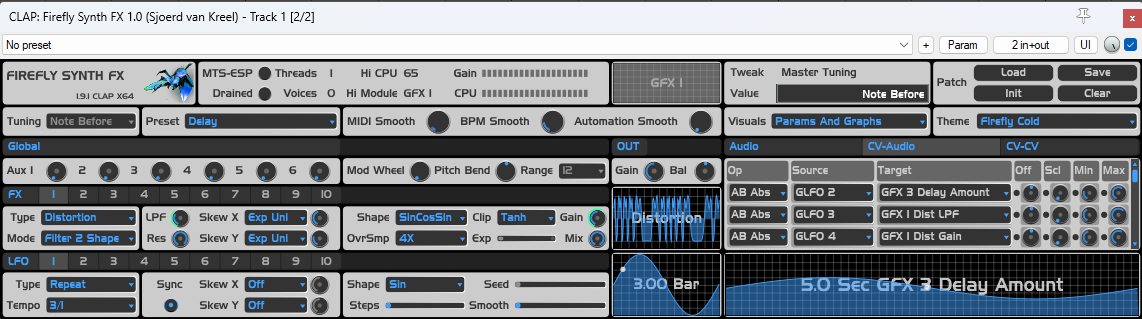 CLAP: Firefly Synth FX 1.0 (Sjoerd van Kreel) - Track 1 [2/2]
No preset + Param 2 in+out UI
FIREFLY SYNTH FX MTS-ESP Threads 1 Hi CPU 65 Gain GFX 1 Tweak Master Tuning Patch Load Save
1.9.1 CLAP X64 Drained Voices 0 Hi Module GFX 1 CPU Value Note Before Init Clear
Tuning Note Before Preset Delay MIDI Smooth BPM Smooth Automation Smooth Visuals Params And Graphs Theme Firefly Cold
Global OUT Audio CV-Audio CV-CV
Aux 1 2 3 4 5 6 Mod Wheel Pitch Bend Range 12 Gain Bal Op Source Target Off Scl Min Max
FX 1 2 3 4 5 6 7 8 9 10 AB Abs GLFO 2 GFX 3 Delay Amount
Type Distortion LPF Skew X Exp Uni Shape SinCosSin Clip Tanh Gain Distortion AB Abs GLFO 3 GFX 1 Dist LPF
Mode Filter 2 Shape Res Skew Y Exp Uni OvrSmp 4X Exp Mix AB Abs GLFO 4 GFX 1 Dist Gain
LFO 1 2 3 4 5 6 7 8 9 10
Type Repeat Sync Skew X Off Shape Sin Seed 3.00 Bar 5.0 Sec GFX 3 Delay Amount
Tempo 3/1 Skew Y Off Steps Smooth